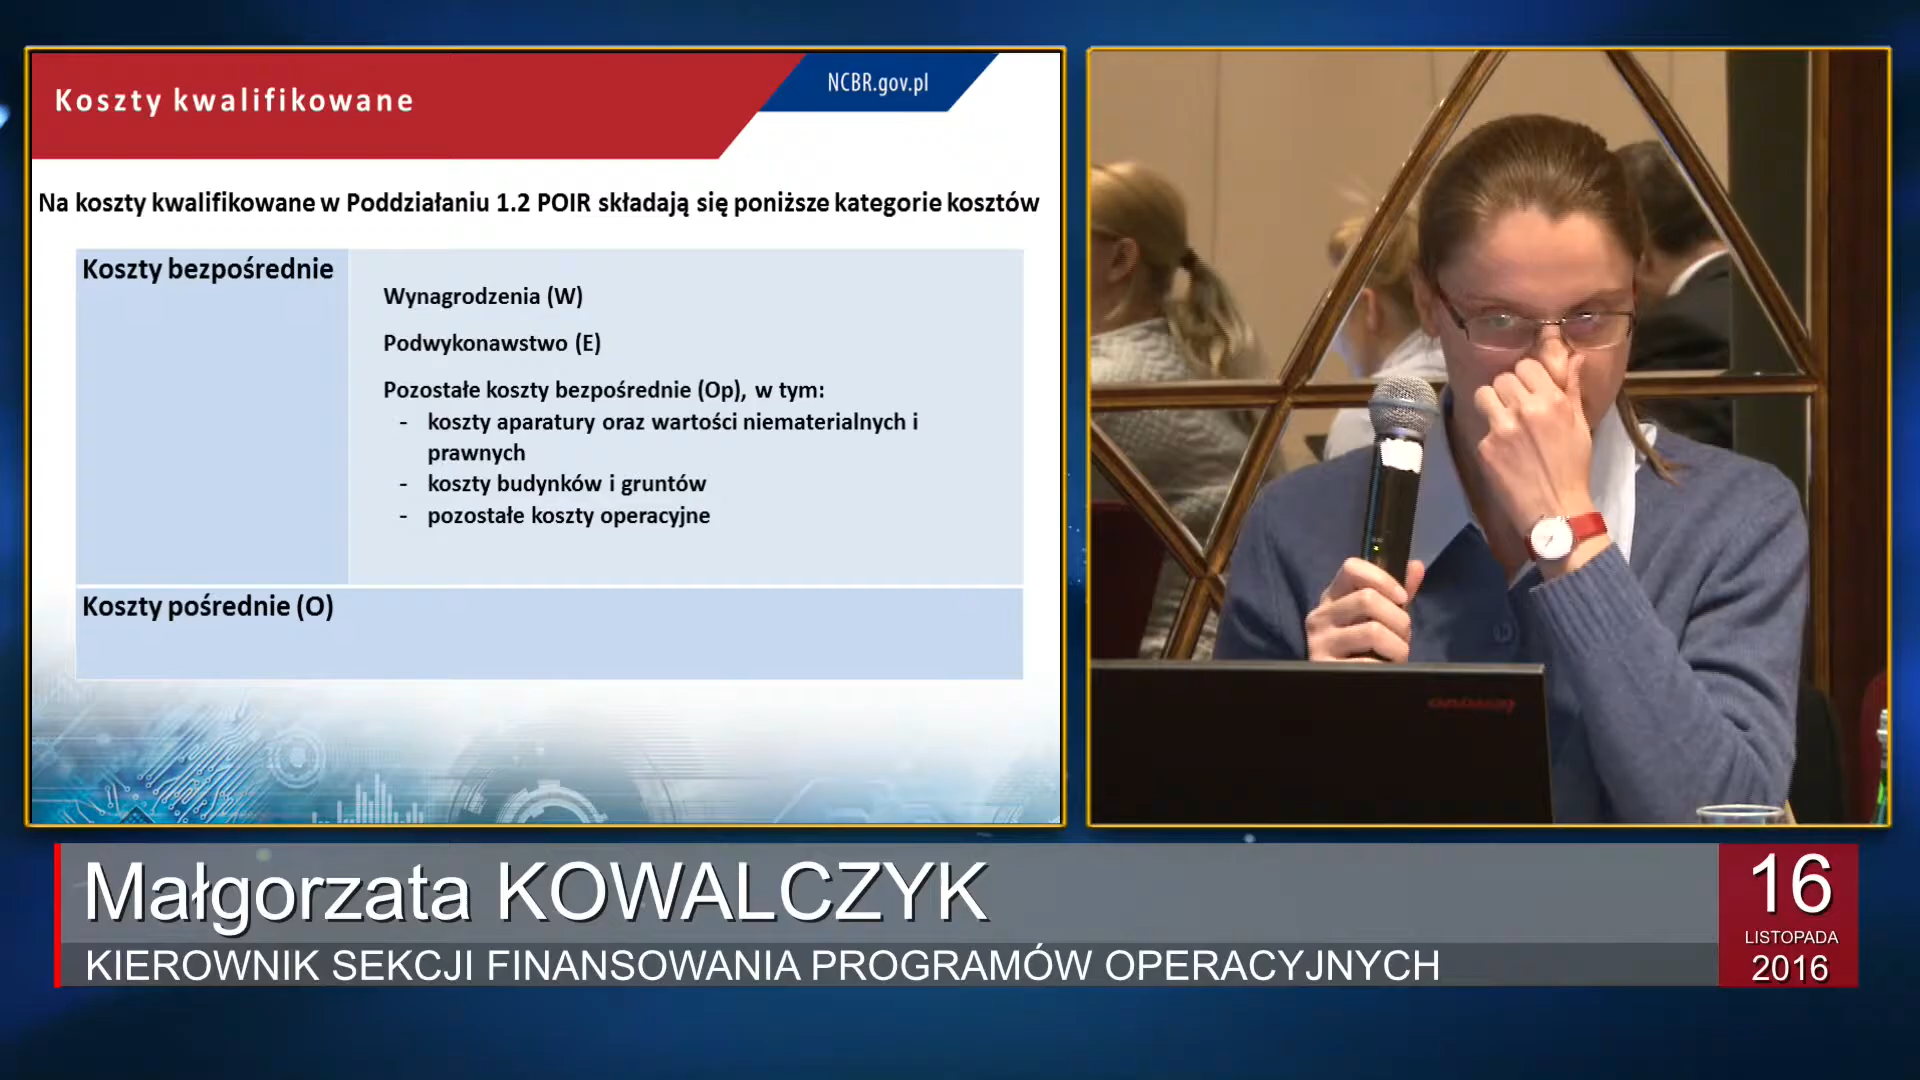 Koszty kwalifikowane
NCBR.gov.pl
Na koszty kwalifikowane w Poddziałaniu 1.2 POIR składają się poniższe kategorie kosztów
Koszty bezpośrednie
Wynagrodzenia (W)
Podwykonawstwo (E)
Pozostałe koszty bezpośrednie (Op), w tym:
- koszty aparatury oraz wartości niematerialnych i
prawnych
- koszty budynków i gruntów
- pozostałe koszty operacyjne
Koszty pośrednie (O)
lenovo
Małgorzata KOWALCZYK
KIEROWNIK SEKCJI FINANSOWANIA PROGRAMÓW OPERACYJNYCH
16
LISTOPADA
2016